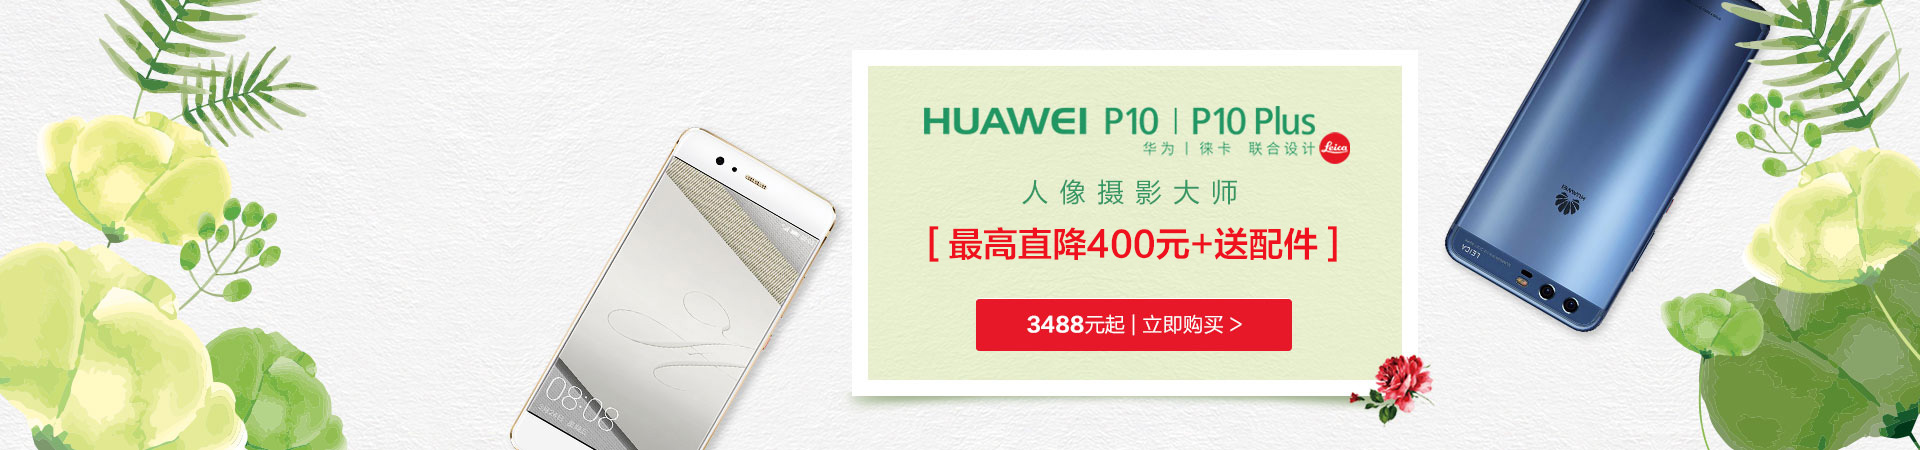 HUAWEI P10 | P10 Plus
华为 | 徕卡 联合设计 Leica
人像摄影大师
[ 最高直降400元+送配件 ]
3488元起 | 立即购买 >
08:08
HUAWEI
LEICA